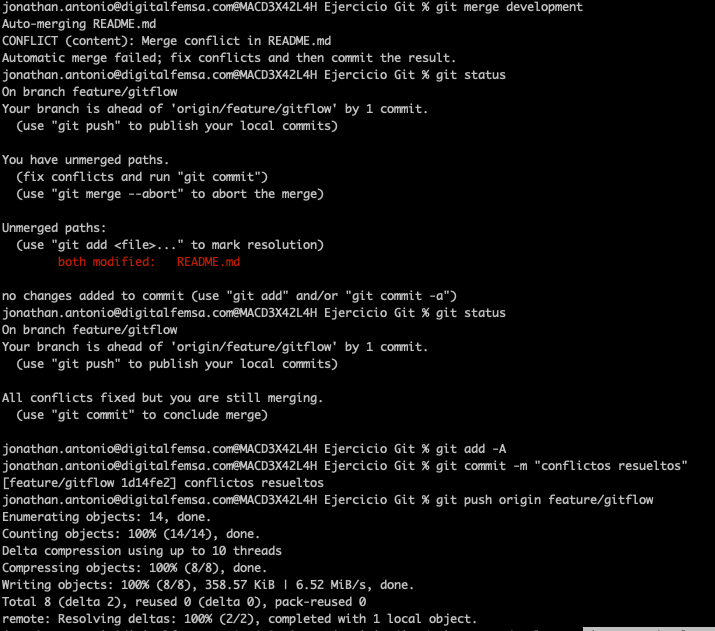 jonathan.antonio@digitalfemsa.com@MACD3X42L4H Ejercicio Git % git merge development
Auto-merging README.md
CONFLICT (content): Merge conflict in README.md
Automatic merge failed; fix conflicts and then commit the result.
jonathan.antonio@digitalfemsa.com@MACD3X42L4H Ejercicio Git % git status
On branch feature/gitflow
Your branch is ahead of 'origin/feature/gitflow' by 1 commit.
  (use "git push" to publish your local commits)

You have unmerged paths.
  (fix conflicts and run "git commit")
  (use "git merge --abort" to abort the merge)

Unmerged paths:
  (use "git add <file>..." to mark resolution)
        both modified:   README.md

no changes added to commit (use "git add" and/or "git commit -a")
jonathan.antonio@digitalfemsa.com@MACD3X42L4H Ejercicio Git % git status
On branch feature/gitflow
Your branch is ahead of 'origin/feature/gitflow' by 1 commit.
  (use "git push" to publish your local commits)

All conflicts fixed but you are still merging.
  (use "git commit" to conclude merge)

jonathan.antonio@digitalfemsa.com@MACD3X42L4H Ejercicio Git % git add -A
jonathan.antonio@digitalfemsa.com@MACD3X42L4H Ejercicio Git % git commit -m "conflictos resueltos"
[feature/gitflow 1d14fe2] conflictos resueltos
jonathan.antonio@digitalfemsa.com@MACD3X42L4H Ejercicio Git % git push origin feature/gitflow
Enumerating objects: 14, done.
Counting objects: 100% (14/14), done.
Delta compression using up to 10 threads
Compressing objects: 100% (8/8), done.
Writing objects: 100% (8/8), 358.57 KiB | 6.52 MiB/s, done.
Total 8 (delta 2), reused 0 (delta 0), pack-reused 0
remote: Resolving deltas: 100% (2/2), completed with 1 local object.